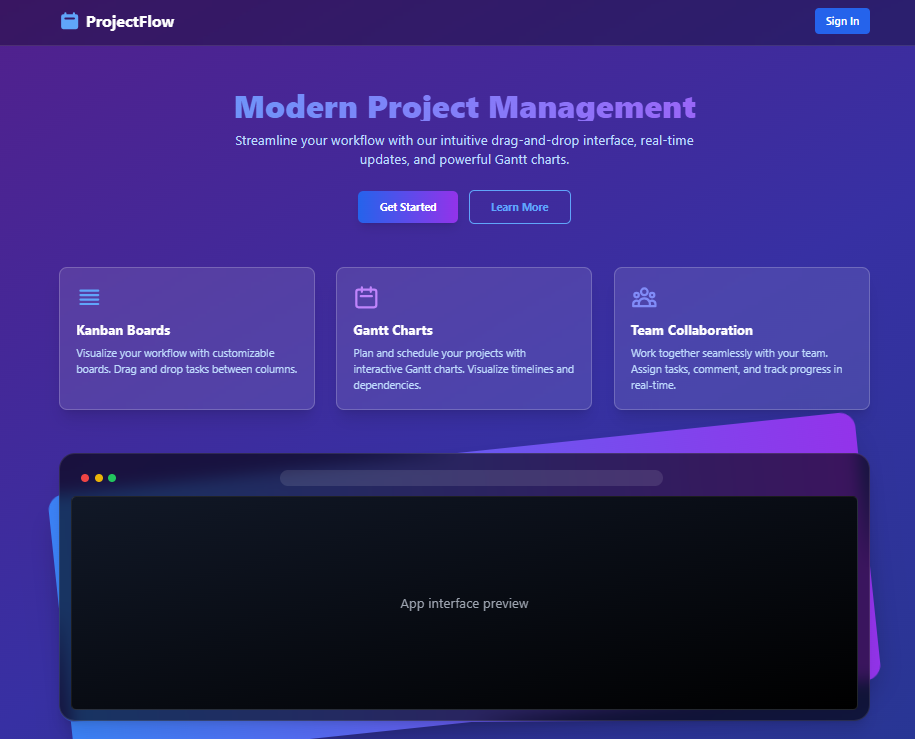 ProjectFlow
Sign In
Modern Project Management
Streamline your workflow with our intuitive drag-and-drop interface, real-time
updates, and powerful Gantt charts.
Get Started
Learn More
Kanban Boards
Visualize your workflow with customizable
boards. Drag and drop tasks between columns.
Gantt Charts
Plan and schedule your projects with
interactive Gantt charts. Visualize timelines and
dependencies.
Team Collaboration
Work together seamlessly with your team.
Assign tasks, comment, and track progress in
real-time.
App interface preview